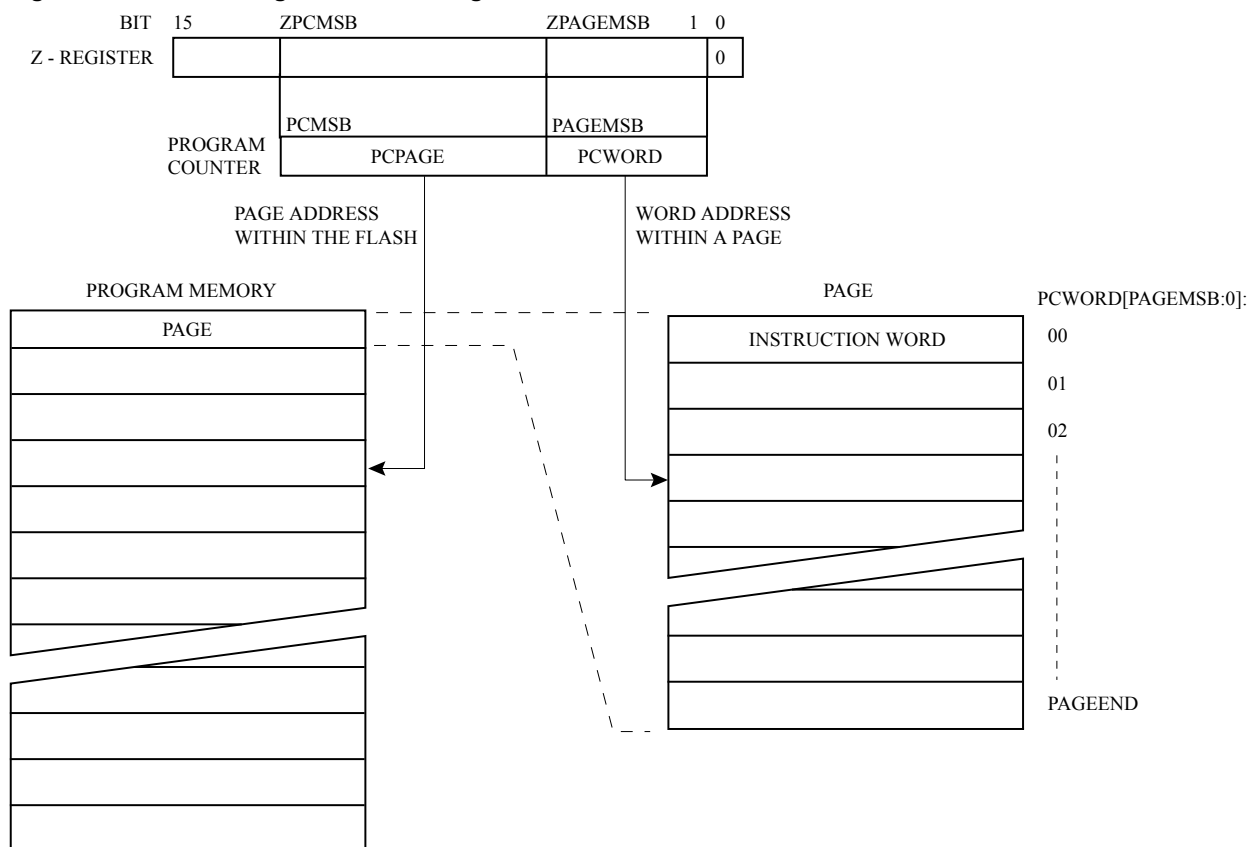 BIT 15 ZPCMSB ZPAGEMSB 1 0
Z - REGISTER 0
PCMSB PAGEMSB
PROGRAM
COUNTER
PCPAGE PCWORD
PAGE ADDRESS
WITHIN THE FLASH
WORD ADDRESS
WITHIN A PAGE
PROGRAM MEMORY
PAGE
PAGE
INSTRUCTION WORD
PCWORD[PAGEMSB:0]:
00
01
02
PAGEEND